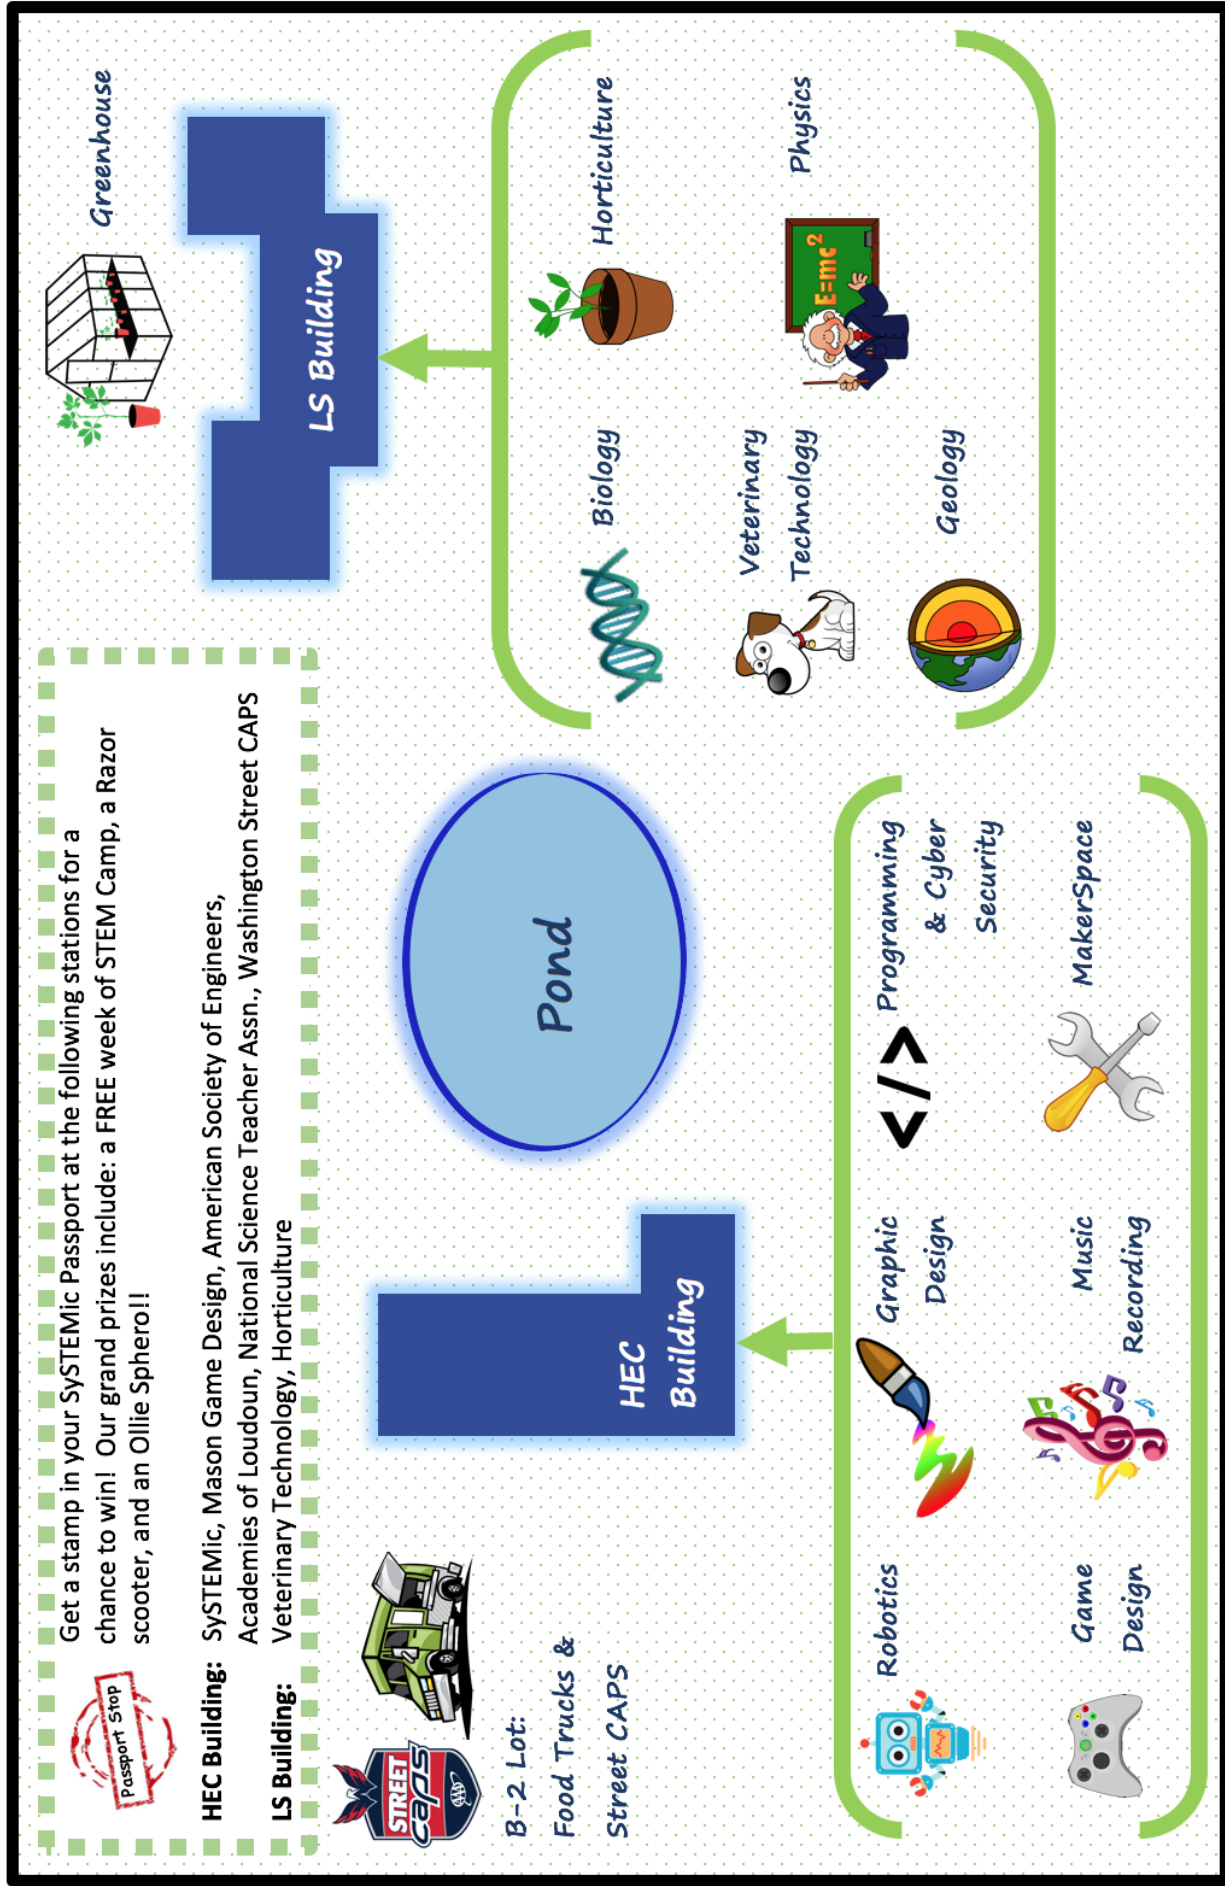 Passport Stop
Get a stamp in your SySTEMic Passport at the following stations for a
chance to win!  Our grand prizes include: a FREE week of STEM Camp, a Razor
scooter, and an Ollie Sphero!!
HEC Building: SySTEMic, Mason Game Design, American Society of Engineers,
Academies of Loudoun, National Science Teacher Assn., Washington Street CAPS
LS Building: Veterinary Technology, Horticulture
Greenhouse
LS Building
STREET
caps
AAA
B-2 Lot:
Food Trucks &
Street CAPS
HEC
Building
Pond
Biology
Horticulture
Veterinary
Technology
Physics
E=mc²
Geology
Robotics
Graphic
Design
</>
Programming
& Cyber
Security
Game
Design
Music
Recording
MakerSpace